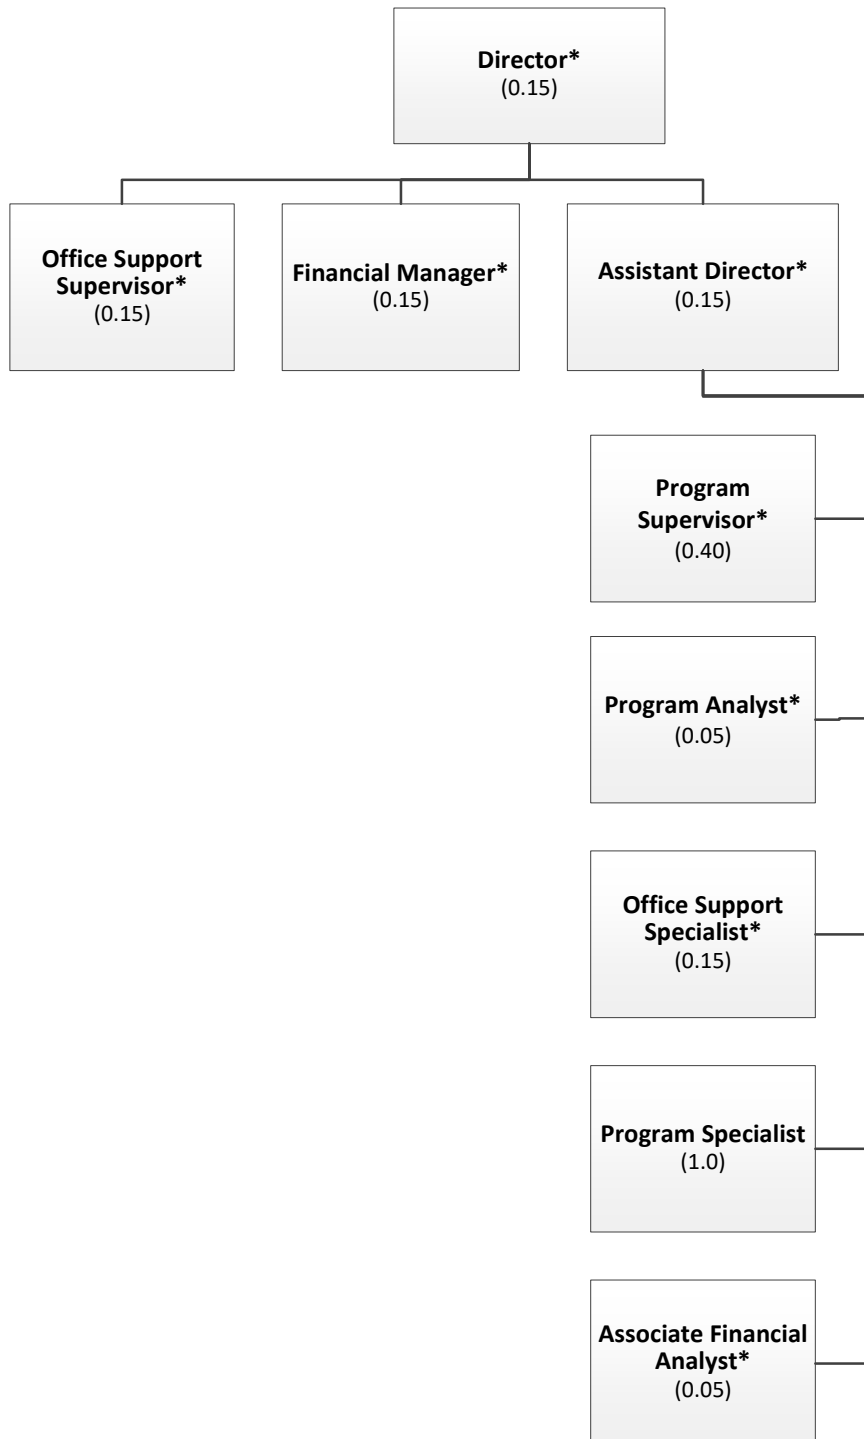 Director*
(0.15)
Office Support
Supervisor*
(0.15)
Financial Manager*
(0.15)
Assistant Director*
(0.15)
Program
Supervisor*
(0.40)
Program Analyst*
(0.05)
Office Support
Specialist*
(0.15)
Program Specialist
(1.0)
Associate Financial
Analyst*
(0.05)